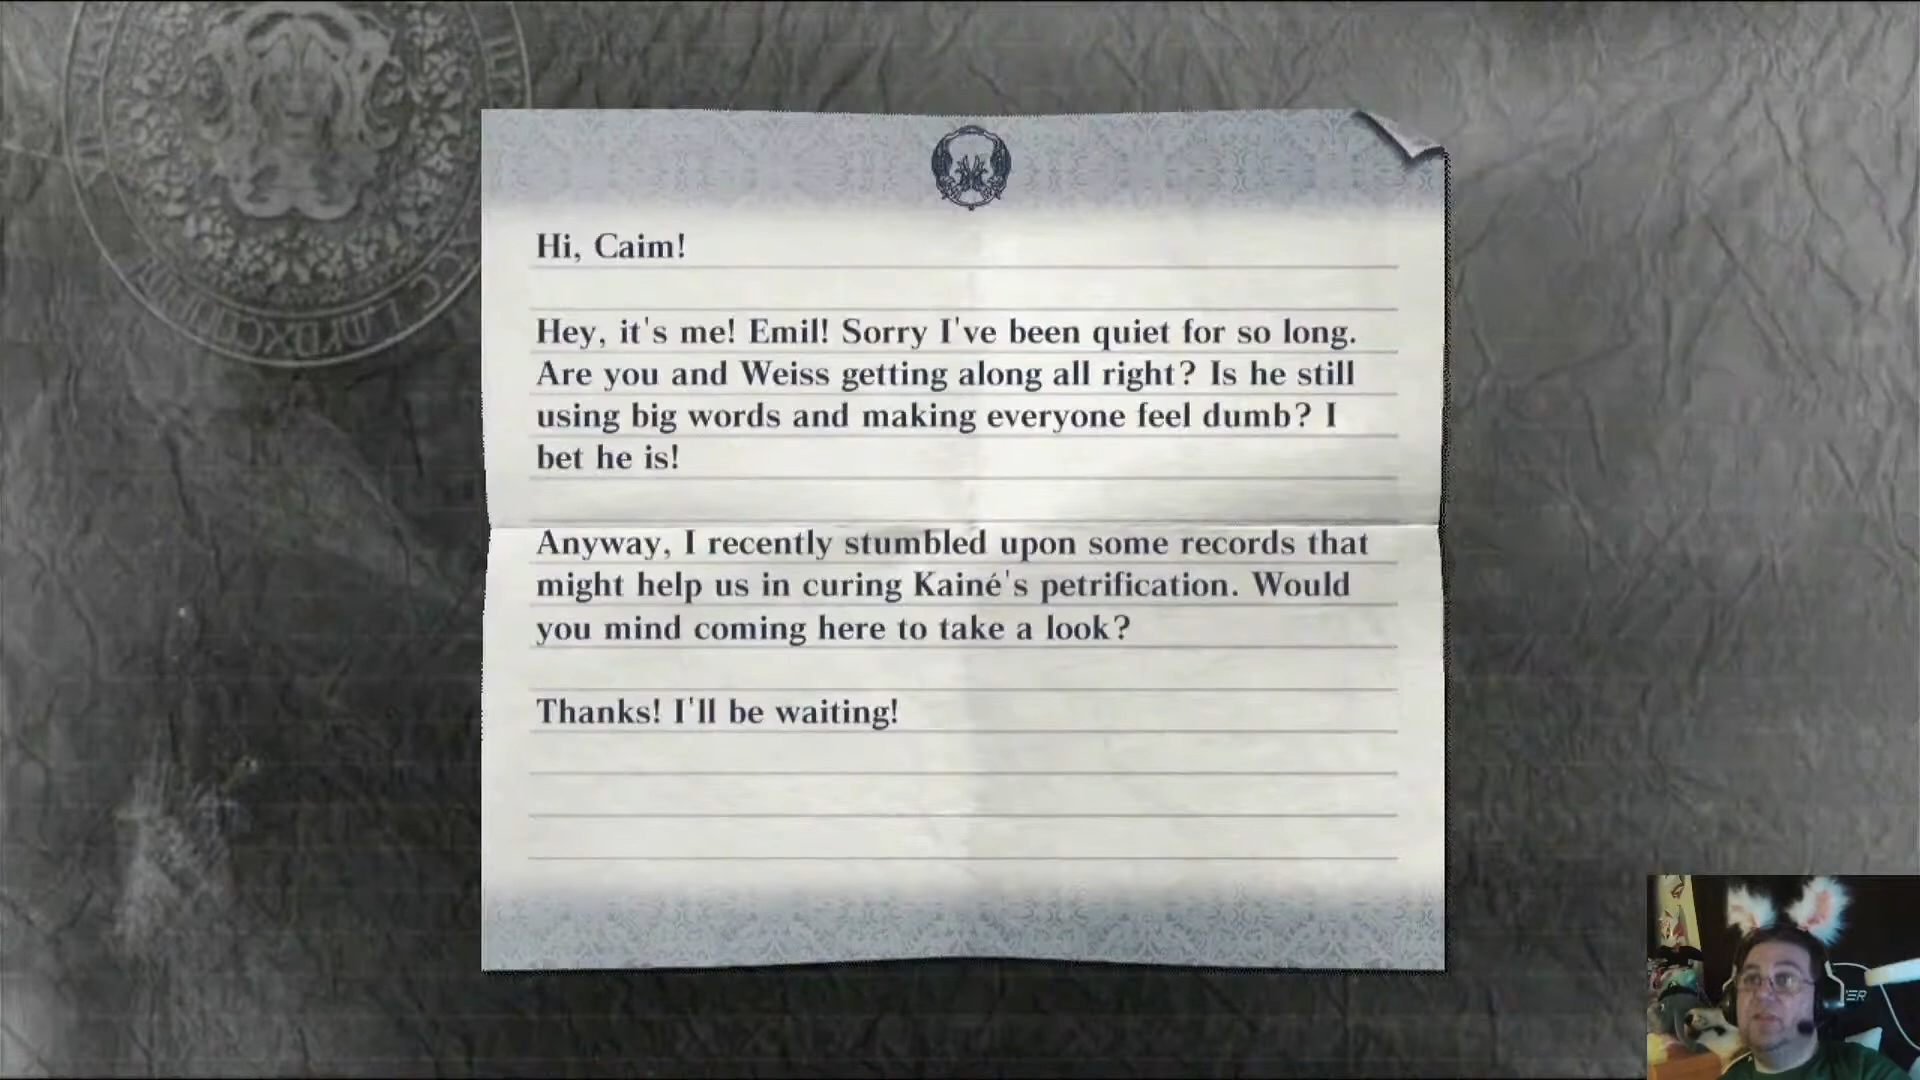 Hi, Caim!
Hey, it's me! Emil! Sorry I've been quiet for so long.
Are you and Weiss getting along all right? Is he still
using big words and making everyone feel dumb? I
bet he is!
Anyway, I recently stumbled upon some records that
might help us in curing Kainé's petrification. Would
you mind coming here to take a look?
Thanks! I'll be waiting!